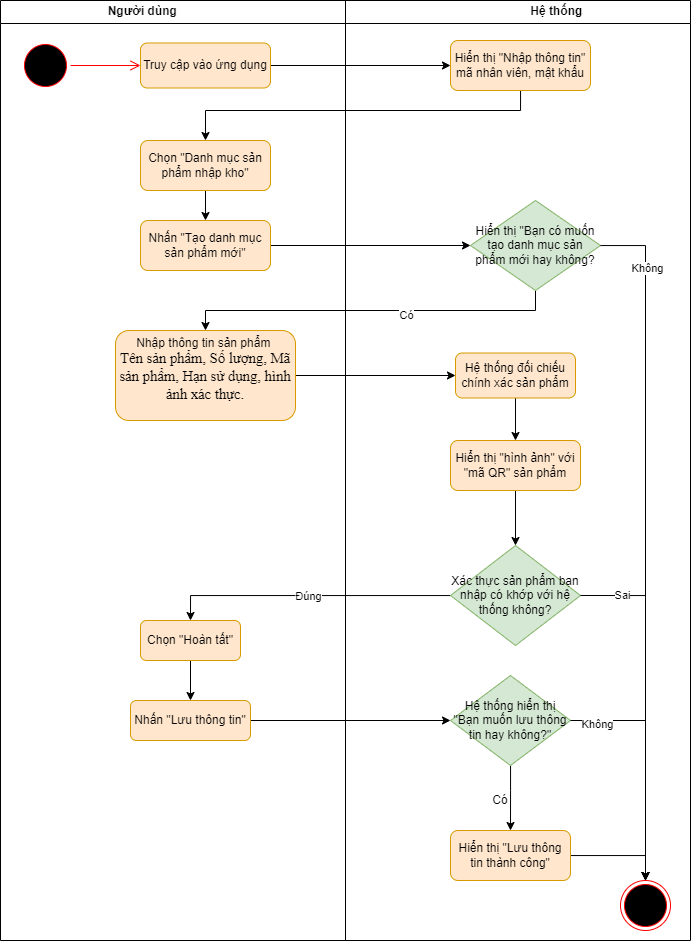 Người dùng
Hệ thống
Truy cập vào ứng dụng
Hiển thị "Nhập thông tin"
mã nhân viên, mật khẩu
Chọn "Danh mục sản
phẩm nhập kho"
Nhấn "Tạo danh mục
sản phẩm mới"
Hiển thị "Bạn có muốn
tạo danh mục sản
phẩm mới hay không?
Không
Có
Nhập thông tin sản phẩm
Tên sản phẩm, Số lượng, Mã
sản phẩm, Hạn sử dụng, hình
ảnh xác thực.
Hệ thống đối chiếu
chính xác sản phẩm
Hiển thị "hình ảnh" với
"mã QR" sản phẩm
Xác thực sản phẩm bạn
nhập có khớp với hệ
thống không?
Đúng
Sai
Chọn "Hoàn tất"
Nhấn "Lưu thông tin"
Hệ thống hiển thị
"Bạn muốn lưu thông
tin hay không?"
Không
Có
Hiển thị "Lưu thông
tin thành công"